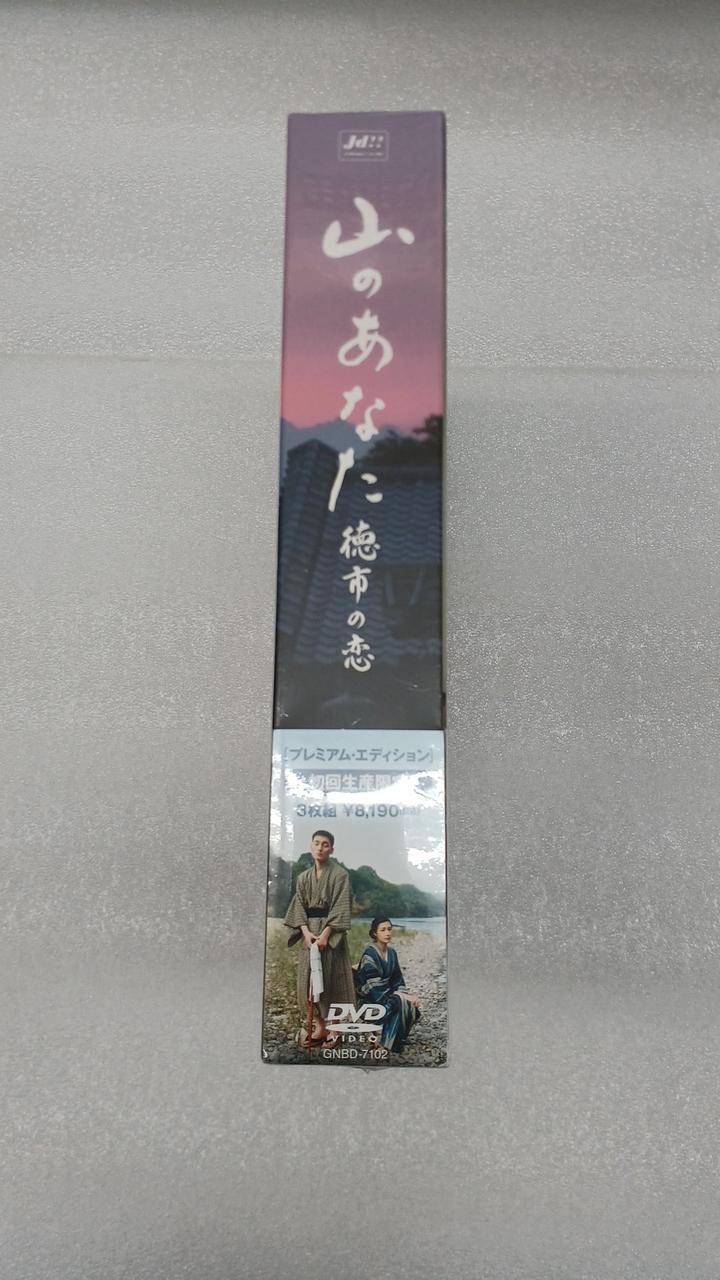 Jd!!
山のあなた
徳市の恋
[プレミアム・エディション]
初回生産限定
3枚組 ¥8,190
DVD
VIDEO
GNBD-7102